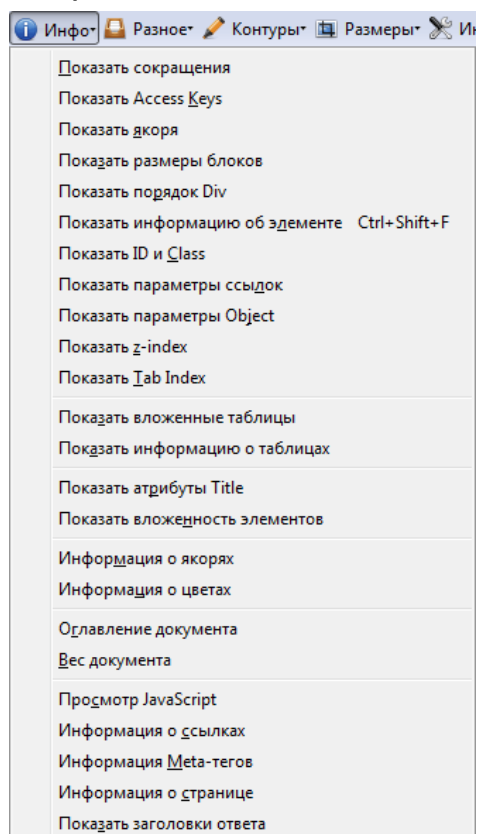 Инфо Разное Контуры Размеры
Показать сокращения
Показать Access Keys
Показать якоря
Показать размеры блоков
Показать порядок Div
Показать информацию об элементе Ctrl+Shift+F
Показать ID и Class
Показать параметры ссылок
Показать параметры Object
Показать z-index
Показать Tab Index
Показать вложенные таблицы
Показать информацию о таблицах
Показать атрибуты Title
Показать вложенность элементов
Информация о якорях
Информация о цветах
Оглавление документа
Вес документа
Просмотр JavaScript
Информация о ссылках
Информация Meta-тегов
Информация о странице
Показать заголовки ответа